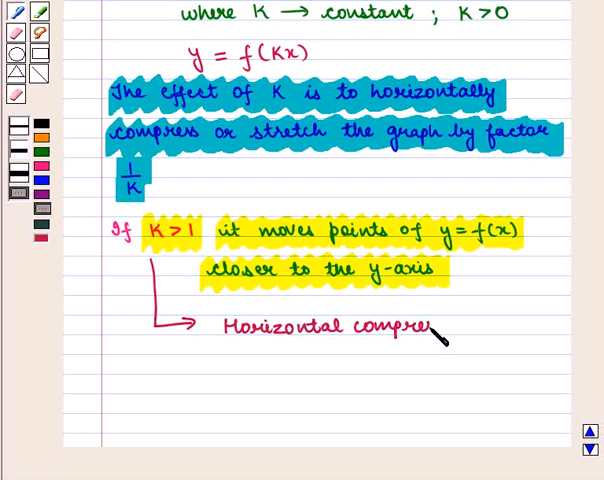 where K → constant ; K > 0
y = f(Kx)
The effect of K is to horizontally
compress or stretch the graph by factor
1/K
If K > 1 it moves points of y = f(x)
closer to the y-axis
Horizontal compre